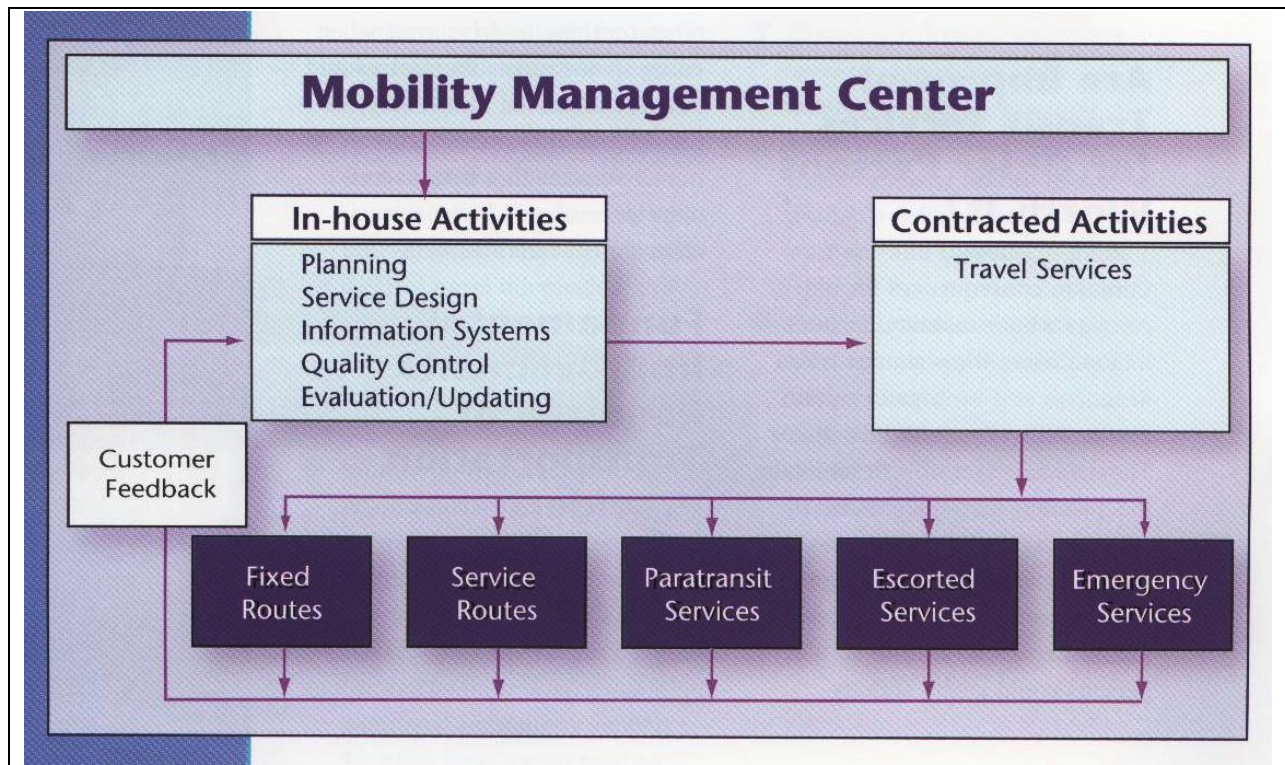 Mobility Management Center
In-house Activities
Planning
Service Design
Information Systems
Quality Control
Evaluation/Updating
Contracted Activities
Travel Services
Customer
Feedback
Fixed
Routes
Service
Routes
Paratransit
Services
Escorted
Services
Emergency
Services